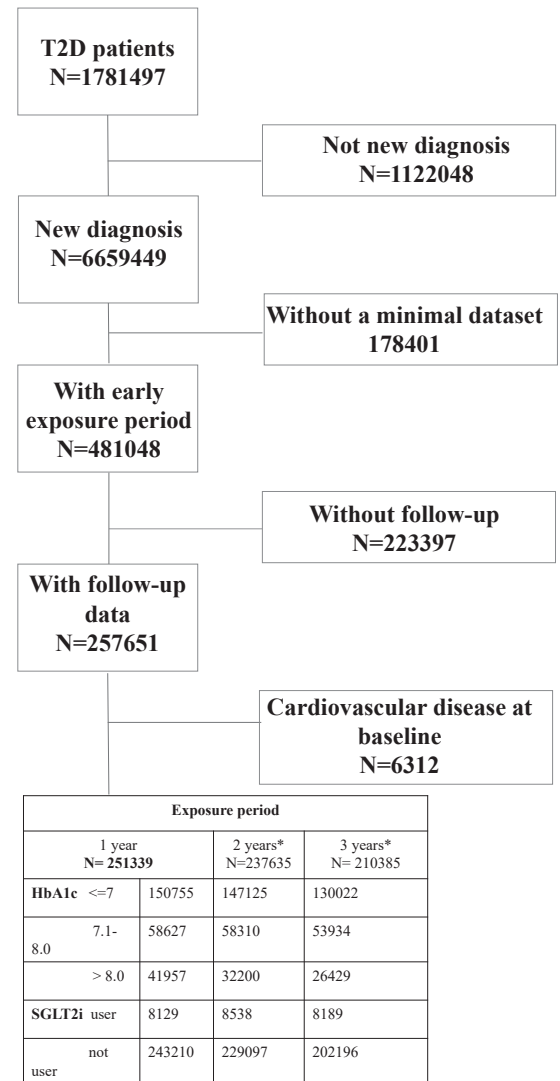 T2D patients
N=1781497
Not new diagnosis
N=1122048
New diagnosis
N=6659449
Without a minimal dataset
178401
With early
exposure period
N=481048
Without follow-up
N=223397
With follow-up
data
N=257651
Cardiovascular disease at
baseline
N=6312
Exposure period
1 year 2 years* 3 years*
N= 251339 N=237635 N= 210385
HbA1c <=7 150755 147125 130022
7.1- 58627 58310 53934
8.0
> 8.0 41957 32200 26429
SGLT2i user 8129 8538 8189
not 243210 229097 202196
user